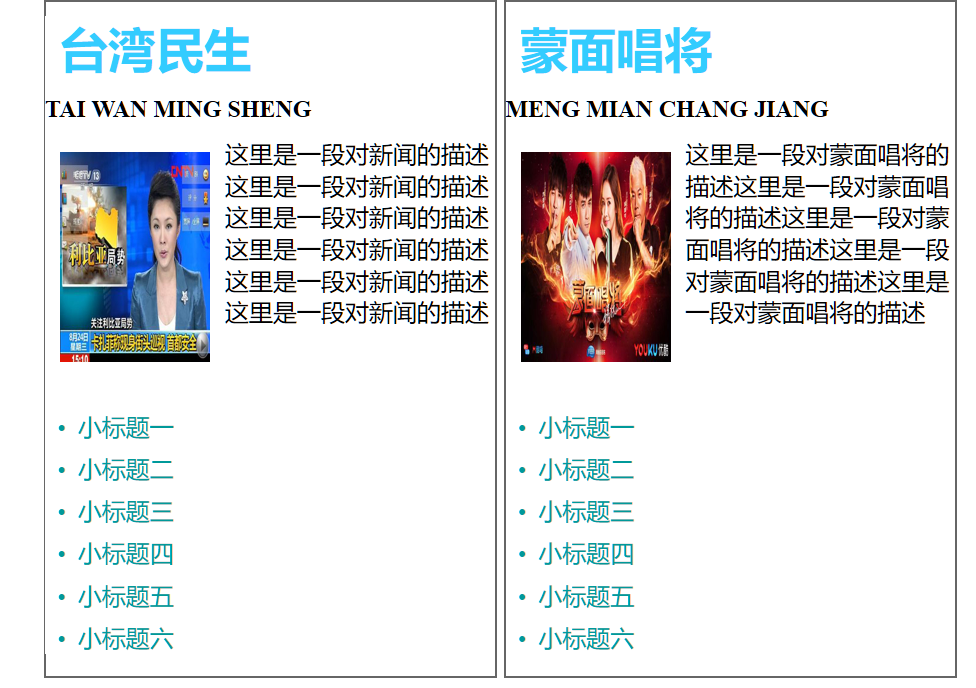 台湾民生
TAI WAN MING SHENG
CCTV 13
利比亚局势
关注利比亚局势
8月24日
星期三
卡扎菲称现身街头巡视 首都安全
15:10
这里是一段对新闻的描述
这里是一段对新闻的描述
这里是一段对新闻的描述
这里是一段对新闻的描述
这里是一段对新闻的描述
这里是一段对新闻的描述
• 小标题一
• 小标题二
• 小标题三
• 小标题四
• 小标题五
• 小标题六
蒙面唱将
MENG MIAN CHANG JIANG
蒙面唱将
YOUKU优酷
这里是一段对蒙面唱将的
描述这里是一段对蒙面唱
将的描述这里是一段对蒙
面唱将的描述这里是一段
对蒙面唱将的描述这里是
一段对蒙面唱将的描述
• 小标题一
• 小标题二
• 小标题三
• 小标题四
• 小标题五
• 小标题六